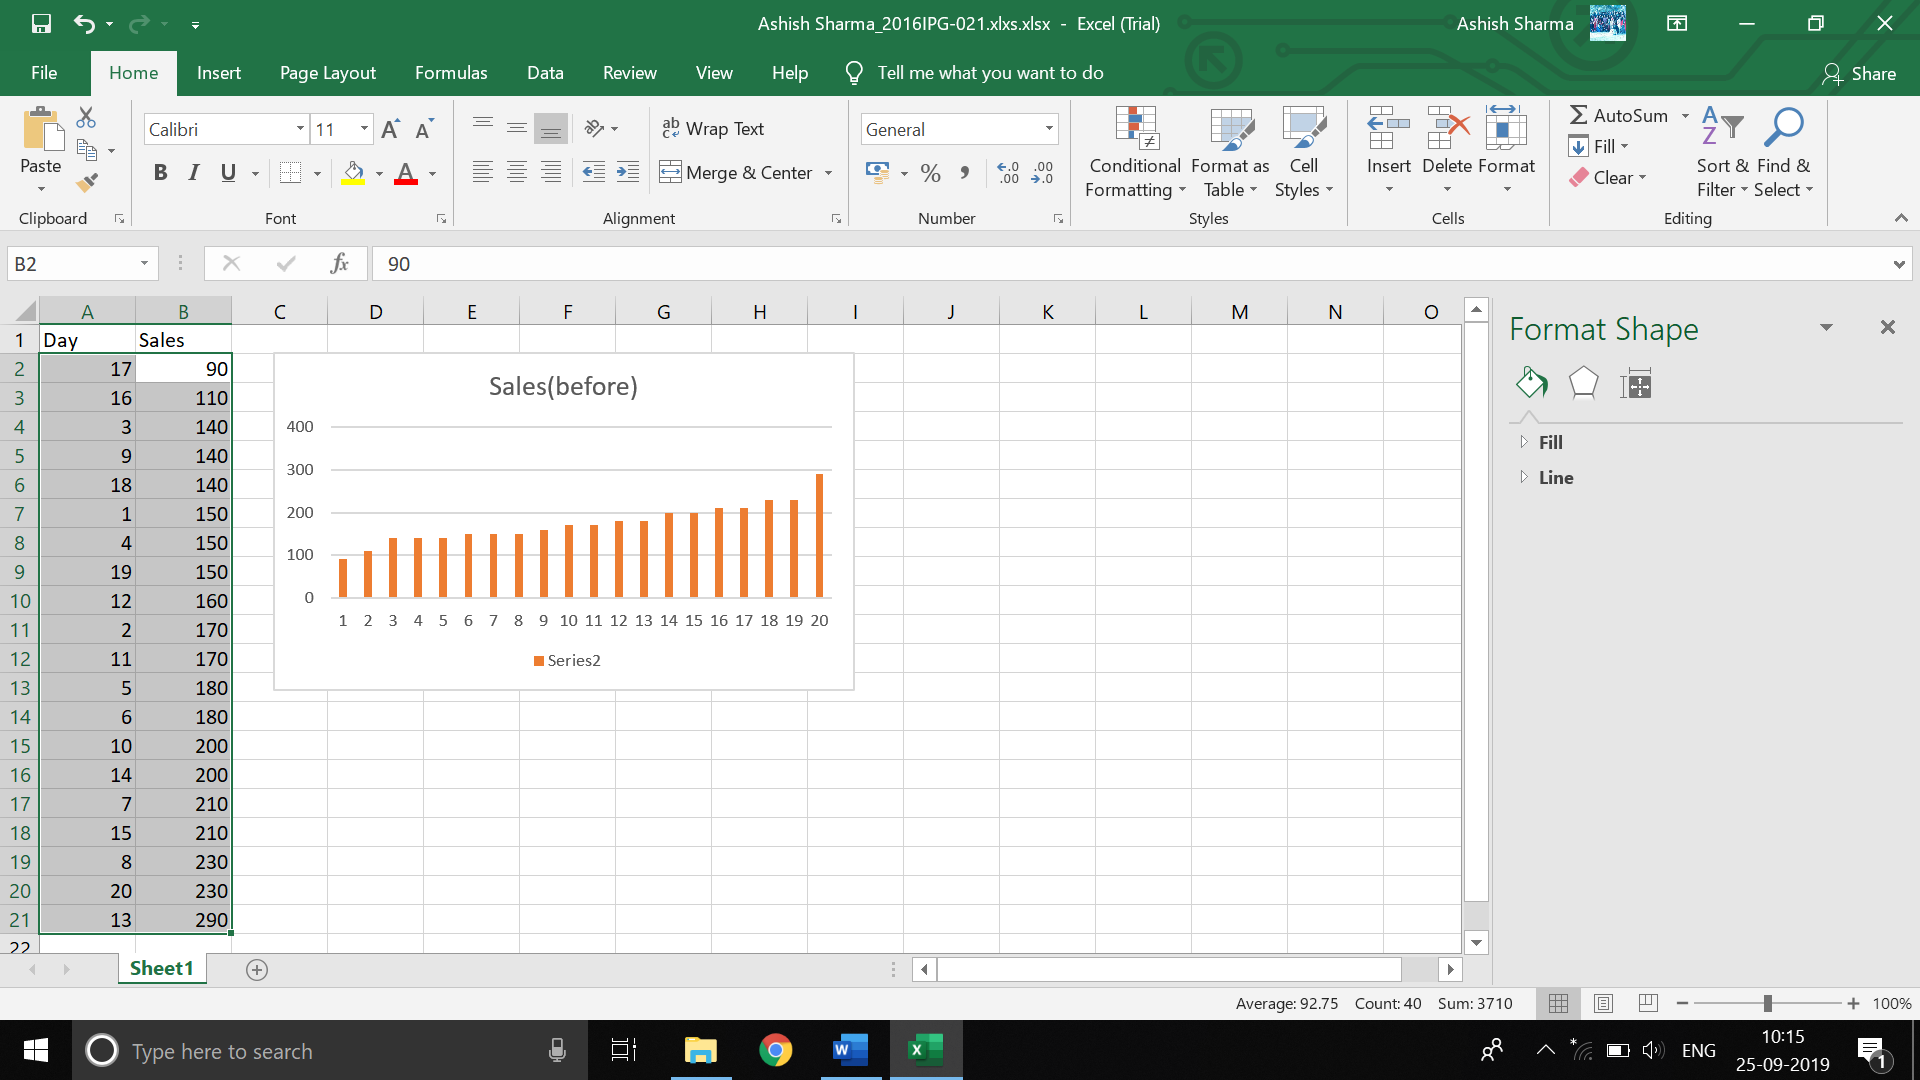 Ashish Sharma_2016IPG-021.xlxs.xlsx - Excel (Trial)
Ashish Sharma
File Home Insert Page Layout Formulas Data Review View Help Tell me what you want to do Share
Paste
Clipboard
Calibri 11 A A
B I U A
Font
ab c Wrap Text
Merge & Center
Alignment
General
% , .0 .00 .00 .0
Number
Conditional Formatting
Format as Table
Cell Styles
Styles
Insert Delete Format
Cells
AutoSum
Fill
Clear
A Z
Sort & Filter
Find & Select
Editing
B2 fx 90
A B C D E F G H I J K L M N O
1 Day Sales
2 17 90
3 16 110
4 3 140
5 9 140
6 18 140
7 1 150
8 4 150
9 19 150
10 12 160
11 2 170
12 11 170
13 5 180
14 6 180
15 10 200
16 14 200
17 7 210
18 15 210
19 8 230
20 20 230
21 13 290
22
Sales(before)
400
300
200
100
0
1 2 3 4 5 6 7 8 9 10 11 12 13 14 15 16 17 18 19 20
Series2
Format Shape
Fill
Line
Sheet1
Average: 92.75 Count: 40 Sum: 3710 100%
Type here to search
W
X
ENG
10:15
25-09-2019
1